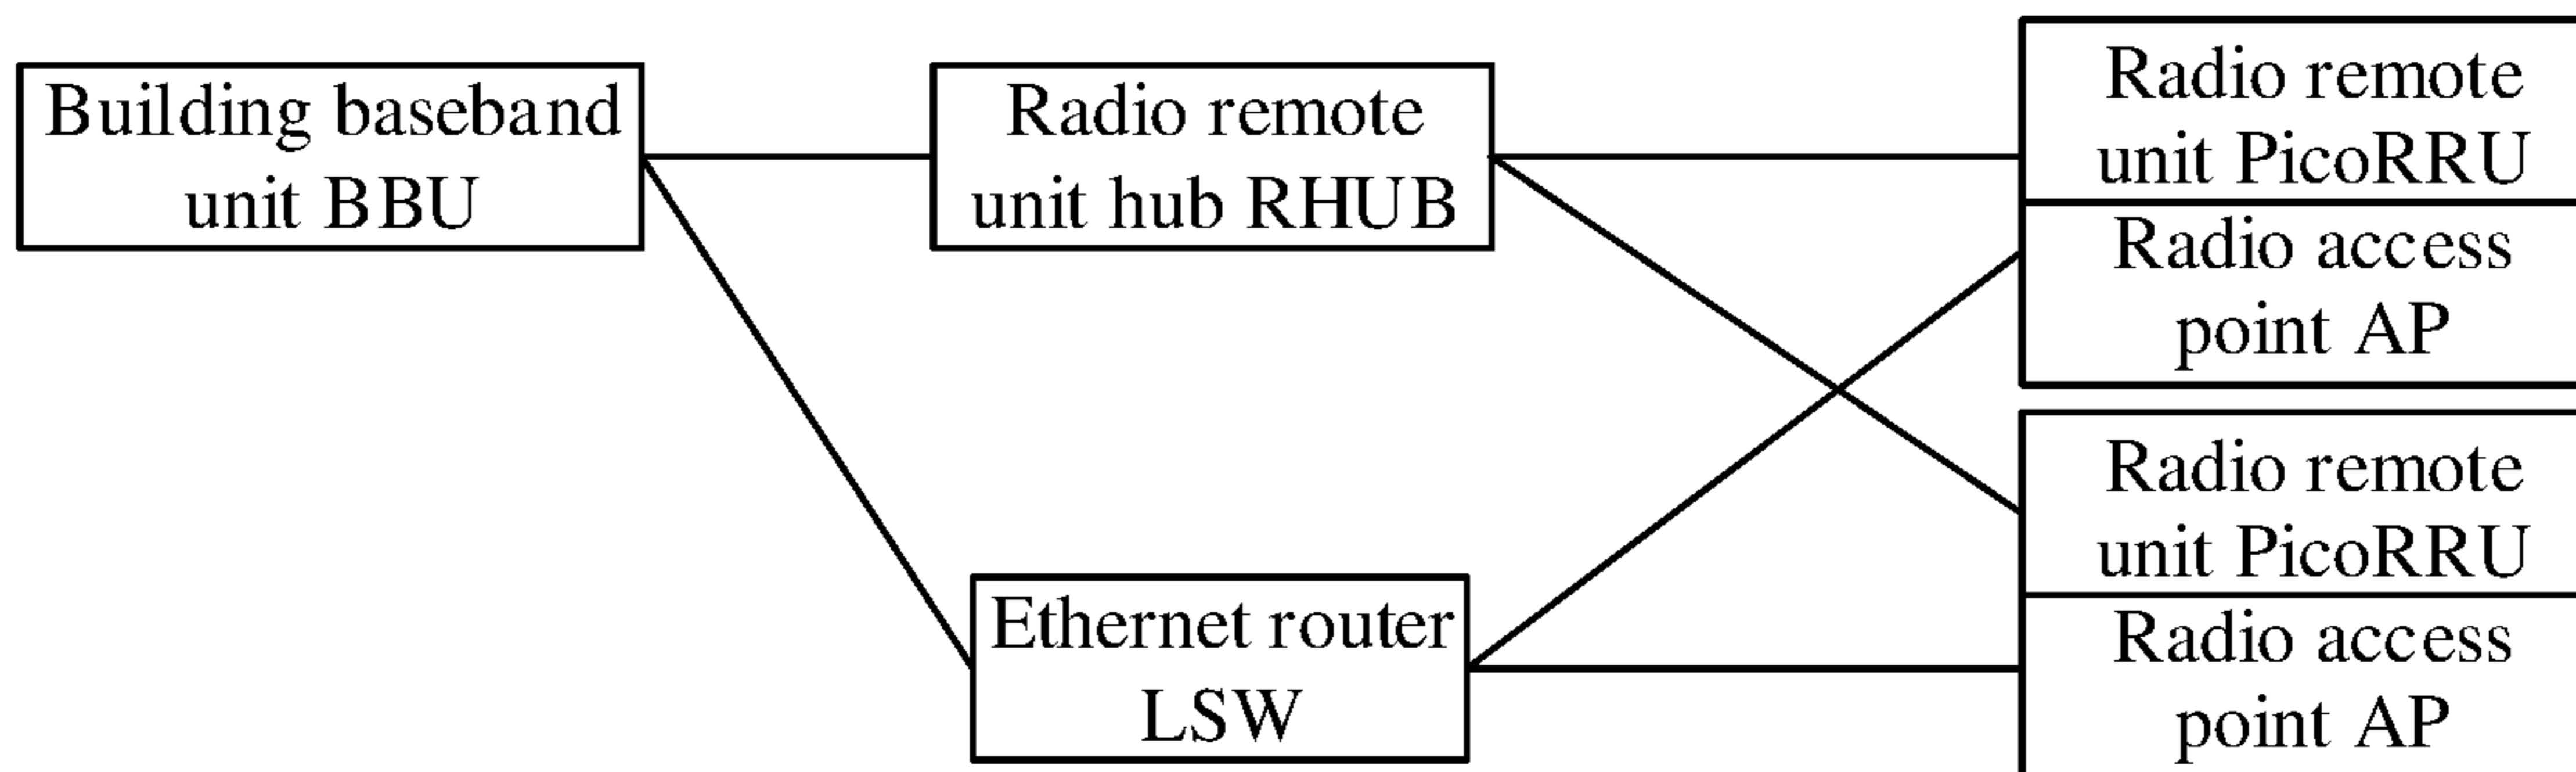 Building baseband
unit BBU
Radio remote
unit hub RHUB
Radio remote
unit PicoRRU
Radio access
point AP
Ethernet router
LSW
Radio remote
unit PicoRRU
Radio access
point AP